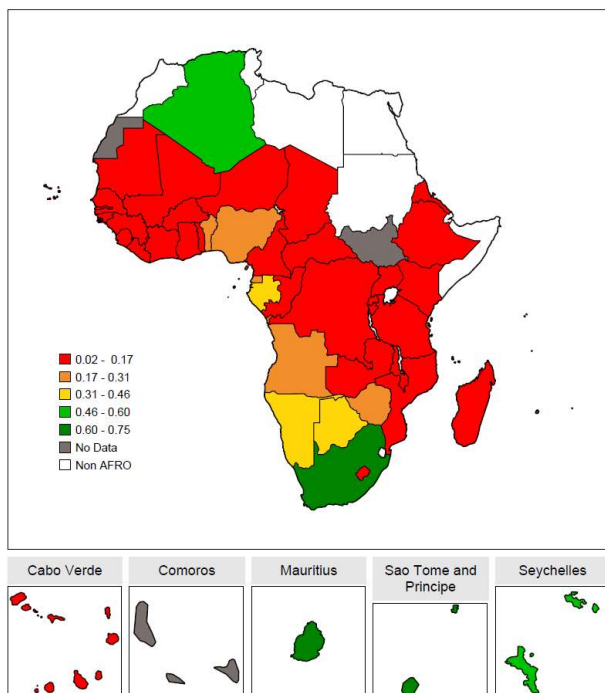 0.02 - 0.17
0.17 - 0.31
0.31 - 0.46
0.46 - 0.60
0.60 - 0.75
No Data
Non AFRO
Cabo Verde
Comoros
Mauritius
Sao Tome and
Principe
Seychelles